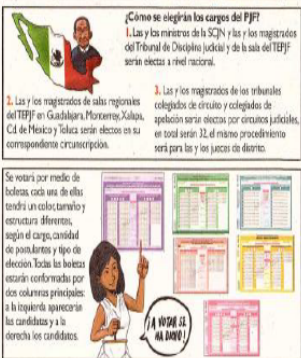 ¿Cómo se elegirán los cargos del PJF?
1. Las y los ministros de la SCJN y las y los magistrados
del Tribunal de Disciplina Judicial y de la sala del TEPJF
serán electas a nivel nacional.
2. Las y los magistrados de salas regionales
del TEPJF en Guadalajara, Monterrey, Xalapa,
Cd. de México y Toluca serán electos en su
correspondiente circunscripción.
3. Las y los magistrados de los tribunales
colegiados de circuito y colegiados de
apelación serán electos por circuitos judiciales,
en total serán 32, el mismo procedimiento
será para las y los jueces de distrito.
Se votará por medio de
boletas, cada una de ellas
tendrá un color, tamaño y
estructura diferentes,
según el cargo, cantidad
de postulantes y tipo de
elección. Todas las boletas
estarán conformadas por
dos columnas principales:
a la izquierda aparecerán
las candidatas y a la
derecha los candidatos.
¡A VOTAR SE
HA DICHO!